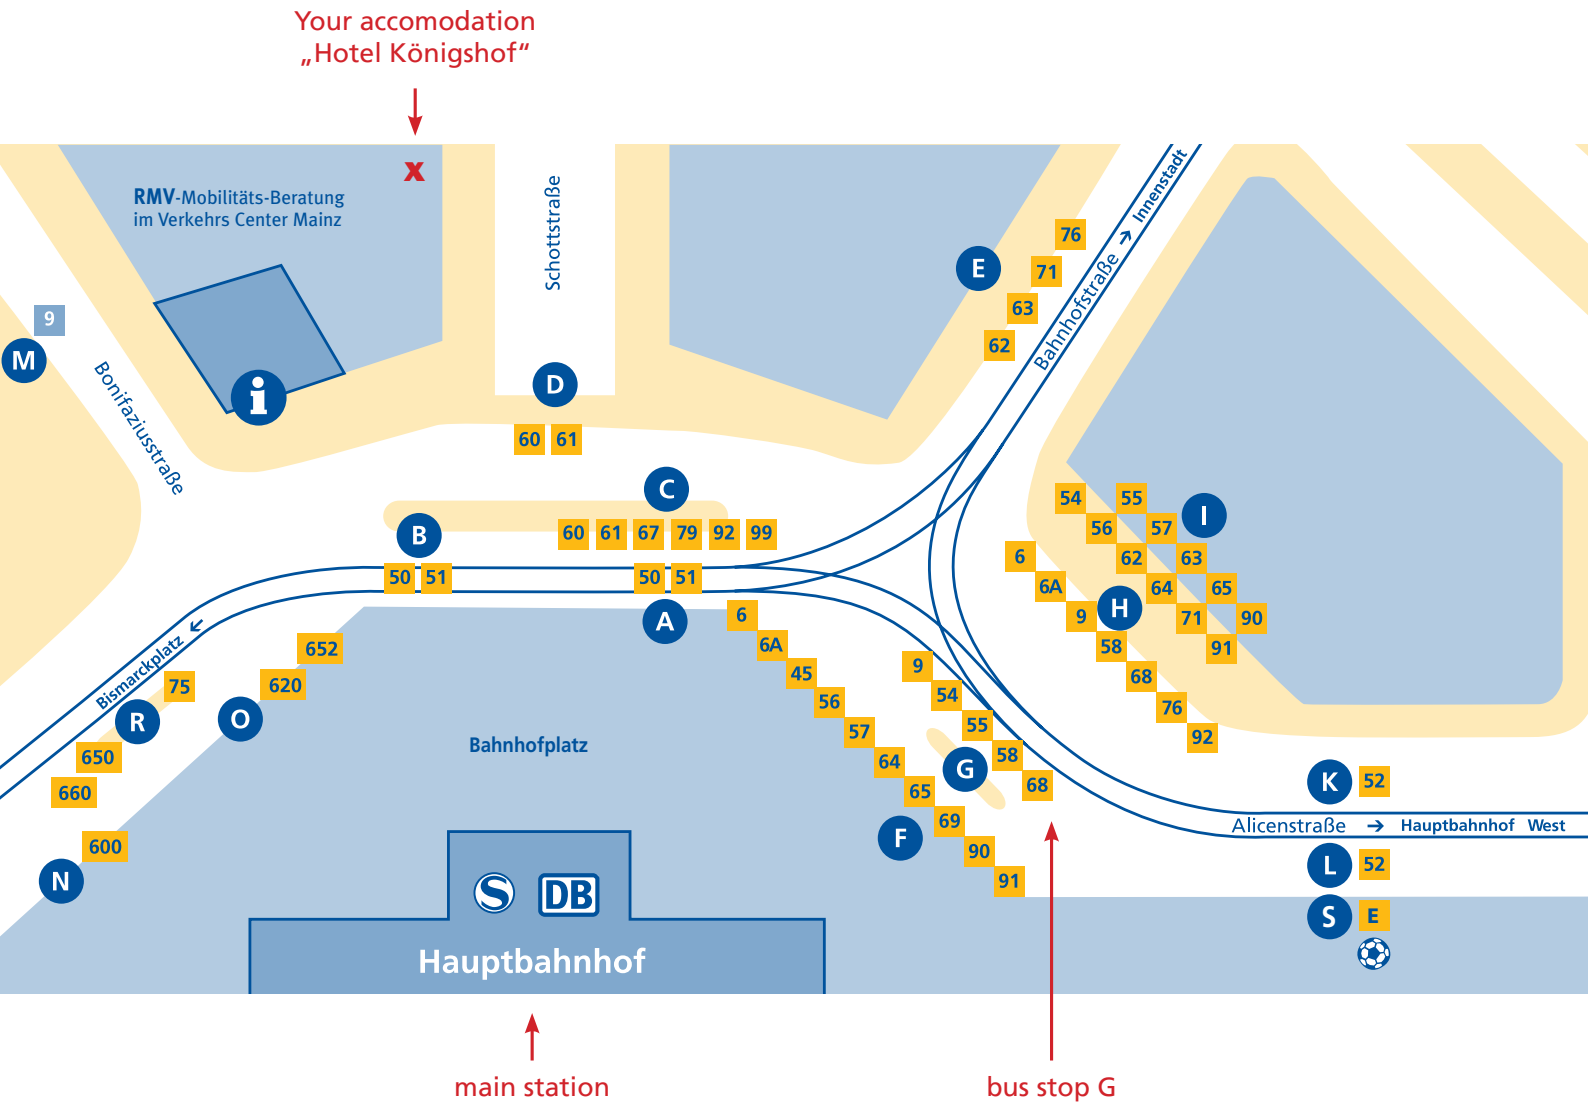 Your accomodation
„Hotel Königshof“
X
RMV-Mobilitäts-Beratung
im Verkehrs Center Mainz
Schottstraße
Bahnhofstraße → Innenstadt
E
76
71
63
62
9
M
Bonifaziusstraße
i
D
60 61
C
60 61 67 79 92 99
B
50 51
50 51
A
54 55
56 57
62 63
64 65
71 90
91
I
6
6A
9
58
68
76
92
H
6
6A
45
56
57
64
65
69
90
91
F
9
54
55
58
68
G
Bismarckplatz
652
620
O
75
R
650
660
600
N
Bahnhofplatz
K 52
Alicenstraße → Hauptbahnhof West
L 52
S E
S DB
Hauptbahnhof
main station
bus stop G